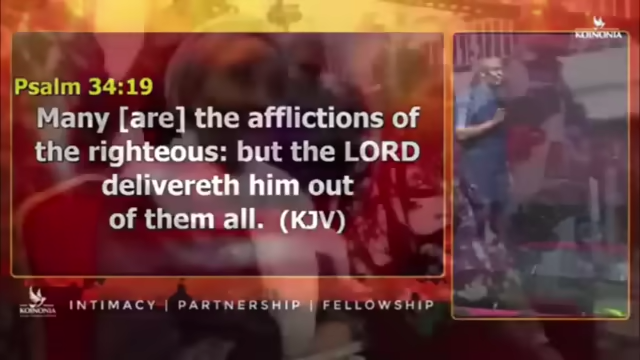 KOINONIA
Psalm 34:19
Many [are] the afflictions of
the righteous: but the LORD
delivereth him out
of them all. (KJV)
KOINONIA
INTIMACY | PARTNERSHIP | FELLOWSHIP